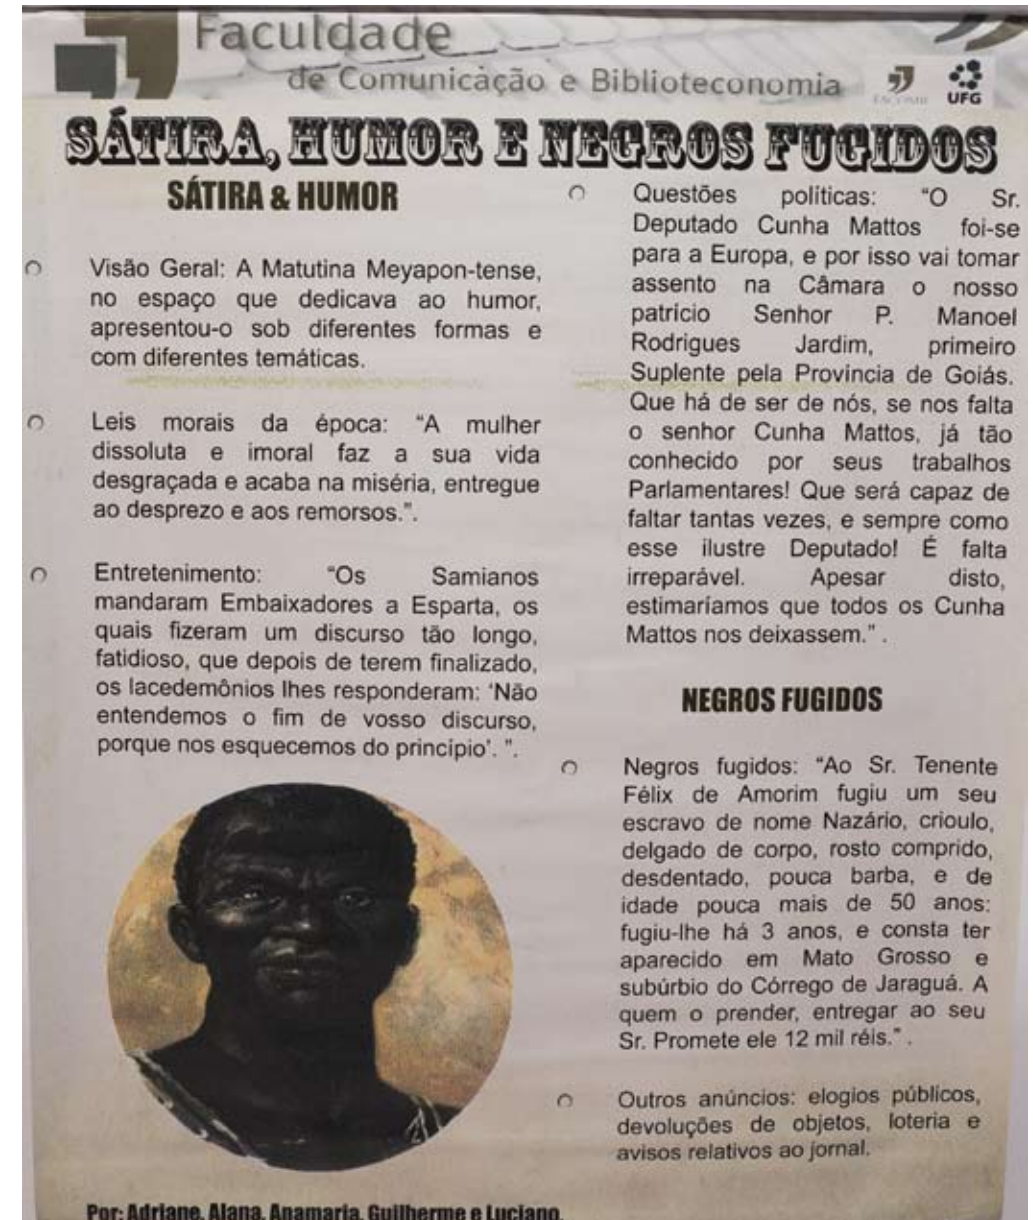 Faculdade
de Comunicação e Biblioteconomia
UFG
SÁTIRA, HUMOR E NEGROS FUGIDOS
SÁTIRA & HUMOR
Visão Geral: A Matutina Meyapon-tense,
no espaço que dedicava ao humor,
apresentou-o sob diferentes formas e
com diferentes temáticas.
Leis morais da época: “A mulher
dissoluta e imoral faz a sua vida
desgraçada e acaba na miséria, entregue
ao desprezo e aos remorsos.”.
Entretenimento: “Os Samianos
mandaram Embaixadores a Esparta, os
quais fizeram um discurso tão longo,
fatidioso, que depois de terem finalizado,
os lacedemônios lhes responderam: ‘Não
entendemos o fim de vosso discurso,
porque nos esquecemos do princípio’. ”.
Por: Adriane, Alana, Anamaria, Guilherme e Luciano.
Questões políticas: “O Sr.
Deputado Cunha Mattos foi-se
para a Europa, e por isso vai tomar
assento na Câmara o nosso
patrício Senhor P. Manoel
Rodrigues Jardim, primeiro
Suplente pela Província de Goiás.
Que há de ser de nós, se nos falta
o senhor Cunha Mattos, já tão
conhecido por seus trabalhos
Parlamentares! Que será capaz de
faltar tantas vezes, e sempre como
esse ilustre Deputado! É falta
irreparável. Apesar disto,
estimaríamos que todos os Cunha
Mattos nos deixassem.” .
NEGROS FUGIDOS
Negros fugidos: “Ao Sr. Tenente
Félix de Amorim fugiu um seu
escravo de nome Nazário, crioulo,
delgado de corpo, rosto comprido,
desdentado, pouca barba, e de
idade pouca mais de 50 anos:
fugiu-lhe há 3 anos, e consta ter
aparecido em Mato Grosso e
subúrbio do Córrego de Jaraguá. A
quem o prender, entregar ao seu
Sr. Promete ele 12 mil réis.” .
Outros anúncios: elogios públicos,
devoluções de objetos, loteria e
avisos relativos ao jornal.